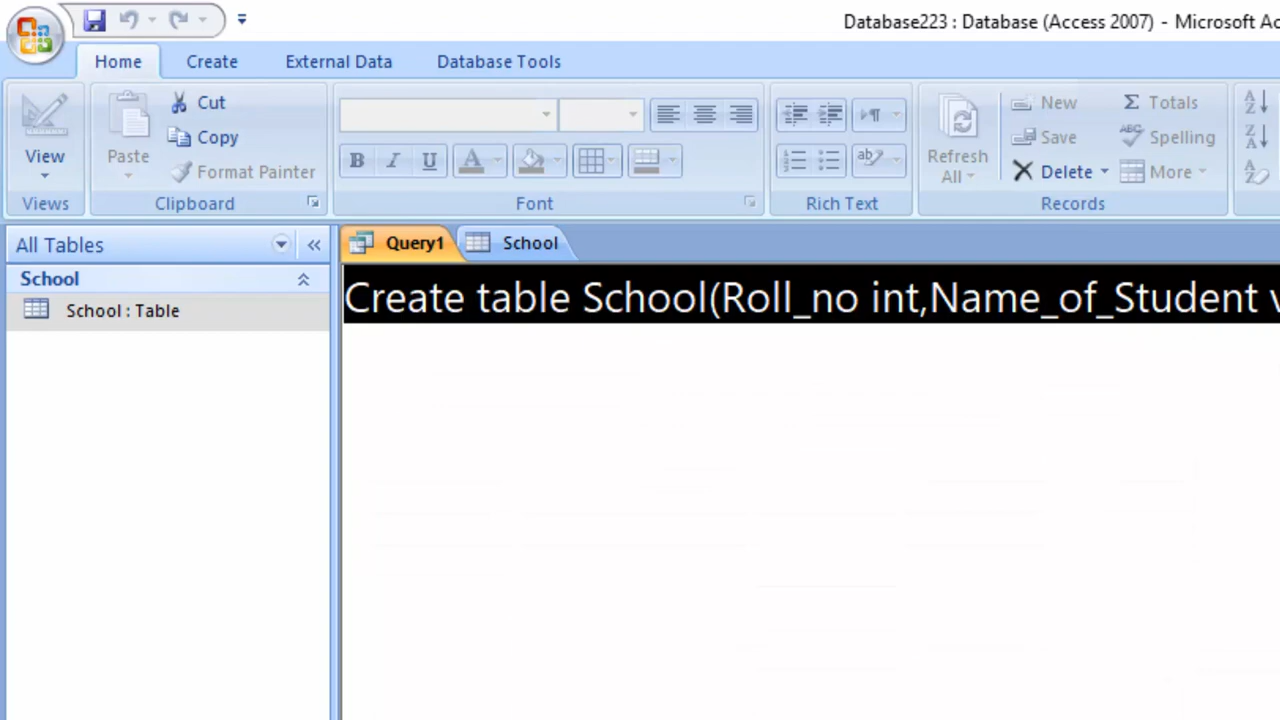 Database223 : Database (Access 2007) - Microsoft Ac
Home Create External Data Database Tools
View
Views
Paste
Cut
Copy
Format Painter
Clipboard
B I U A
Font
ab
Rich Text
Refresh
All
New
Save
Delete
Σ Totals
ABC Spelling
More
Records
A
Z
Z
A
A
Z
All Tables «
School
School : Table
Query1 School
Create table School(Roll_no int,Name_of_Student v